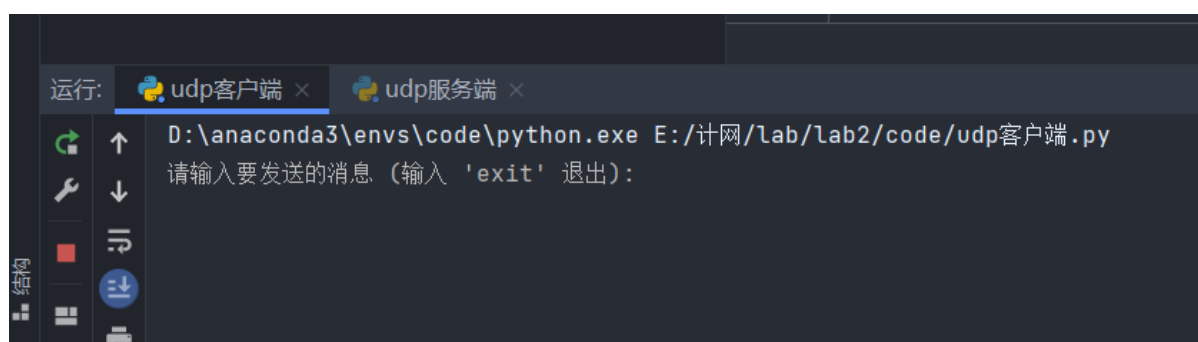 运行: udp客户端 × udp服务端 ×
D:\anaconda3\envs\code\python.exe E:/计网/lab/lab2/code/udp客户端.py
请输入要发送的消息 (输入 'exit' 退出):
结构